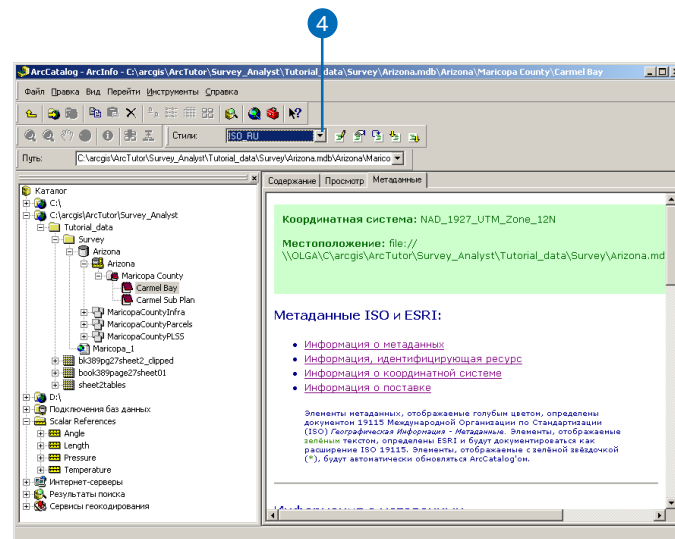 4
ArcCatalog - ArcInfo - C:\arcgis\ArcTutor\Survey_Analyst\Tutorial_data\Survey\Arizona.mdb\Arizona\Maricopa County\Carmel Bay
Файл Правка Вид Перейти Инструменты Справка
Стили: ISO_RU
Путь: C:\arcgis\ArcTutor\Survey_Analyst\Tutorial_data\Survey\Arizona.mdb\Arizona\Marico
Каталог
C:\
C:\arcgis\ArcTutor\Survey_Analyst
Tutorial_data
Survey
Arizona
Arizona
Maricopa County
Carmel Bay
Carmel Sub Plan
MaricopaCountyInfra
MaricopaCountyParcels
MaricopaCountyPLSS
Maricopa_1
bk389pg27sheet2_clipped
book389page27sheet01
sheet2tables
D:\
Подключения баз данных
Scalar References
Angle
Length
Pressure
Temperature
Интернет-серверы
Результаты поиска
Сервисы геокодирования
Содержание Просмотр Метаданные
Координатная система: NAD_1927_UTM_Zone_12N
Местоположение: file://
\\OLGA\C\arcgis\ArcTutor\Survey_Analyst\Tutorial_data\Survey\Arizona.md
Метаданные ISO и ESRI:
• Информация о метаданных
• Информация, идентифицирующая ресурс
• Информация о координатной системе
• Информация о поставке
Элементы метаданных, отображаемые голубым цветом, определены
документом 19115 Международной Организации по Стандартизации
(ISO) Географическая Информация - Метаданные. Элементы, отображаемые
зелёным текстом, определены ESRI и будут документироваться как
расширение ISO 19115. Элементы, отображаемые с зелёной звёздочкой
(*), будут автоматически обновляться ArcCatalog'ом.